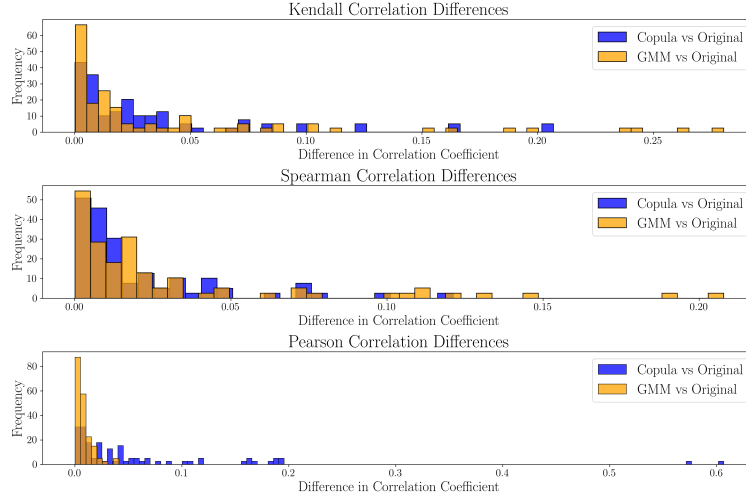 Kendall Correlation Differences
Frequency
60
50
40
30
20
10
0
Copula vs Original
GMM vs Original
0.00 0.05 0.10 0.15 0.20 0.25
Difference in Correlation Coefficient
Spearman Correlation Differences
Frequency
50
40
30
20
10
0
Copula vs Original
GMM vs Original
0.00 0.05 0.10 0.15 0.20
Difference in Correlation Coefficient
Pearson Correlation Differences
Frequency
80
60
40
20
0
Copula vs Original
GMM vs Original
0.0 0.1 0.2 0.3 0.4 0.5 0.6
Difference in Correlation Coefficient